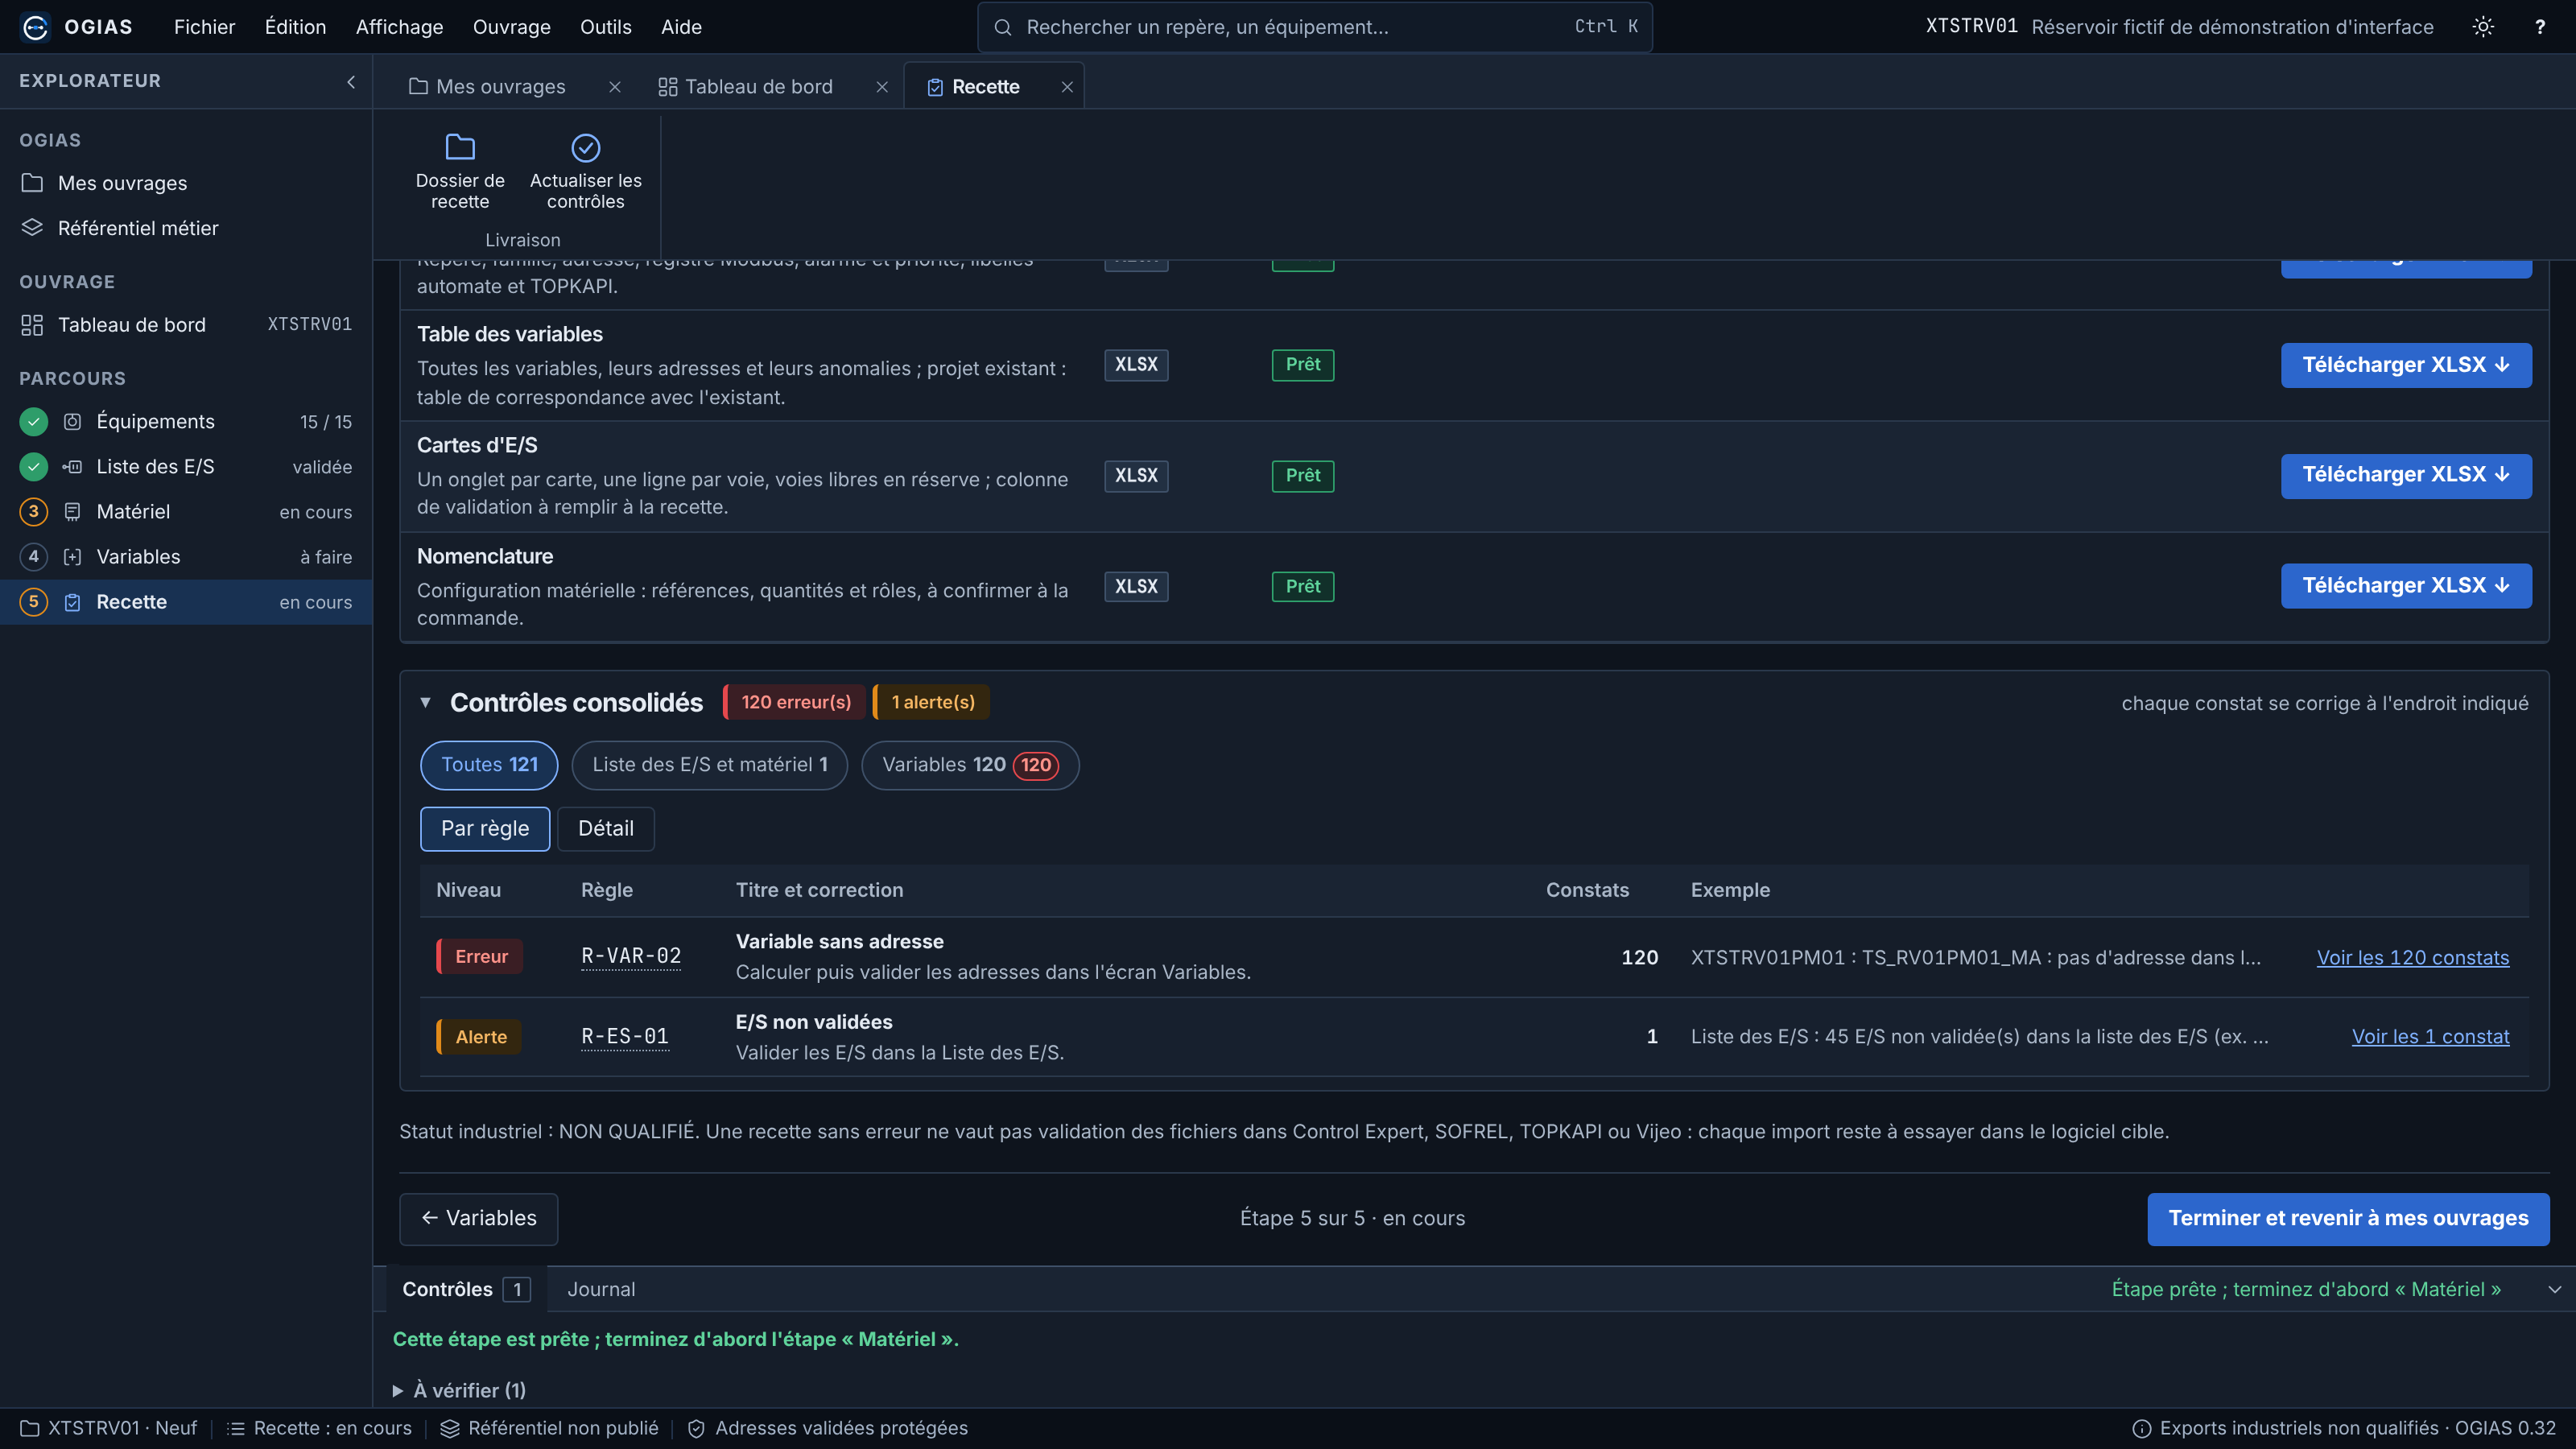 OGIAS
Fichier
Édition
Affichage
Ouvrage
Outils
Aide
Rechercher un repère, un équipement...
Ctrl K
XTSTRV01 Réservoir fictif de démonstration d'interface
?
EXPLORATEUR
OGIAS
Mes ouvrages
Référentiel métier
OUVRAGE
Tableau de bord XTSTRV01
PARCOURS
Équipements 15 / 15
Liste des E/S validée
3 Matériel en cours
4 Variables à faire
5 Recette en cours
Mes ouvrages
Tableau de bord
Recette
Dossier de
recette
Actualiser les
contrôles
Livraison
Repère, famille, adresse, registre Modbus, alarme et priorité, libellés
automate et TOPKAPI.
Table des variables
Toutes les variables, leurs adresses et leurs anomalies ; projet existant :
table de correspondance avec l'existant.
XLSX
Prêt
Télécharger XLSX ↓
Cartes d'E/S
Un onglet par carte, une ligne par voie, voies libres en réserve ; colonne
de validation à remplir à la recette.
XLSX
Prêt
Télécharger XLSX ↓
Nomenclature
Configuration matérielle : références, quantités et rôles, à confirmer à la
commande.
XLSX
Prêt
Télécharger XLSX ↓
▼ Contrôles consolidés
120 erreur(s)
1 alerte(s)
chaque constat se corrige à l'endroit indiqué
Toutes 121
Liste des E/S et matériel 1
Variables 120 120
Par règle
Détail
Niveau Règle Titre et correction Constats Exemple
Erreur
R-VAR-02
Variable sans adresse
Calculer puis valider les adresses dans l'écran Variables.
120
XTSTRV01PM01 : TS_RV01PM01_MA : pas d'adresse dans l...
Voir les 120 constats
Alerte
R-ES-01
E/S non validées
Valider les E/S dans la Liste des E/S.
1
Liste des E/S : 45 E/S non validée(s) dans la liste des E/S (ex. ...
Voir les 1 constat
Statut industriel : NON QUALIFIÉ. Une recette sans erreur ne vaut pas validation des fichiers dans Control Expert, SOFREL, TOPKAPI ou Vijeo : chaque import reste à essayer dans le logiciel cible.
← Variables
Étape 5 sur 5 · en cours
Terminer et revenir à mes ouvrages
Contrôles 1
Journal
Étape prête ; terminez d'abord « Matériel »
Cette étape est prête ; terminez d'abord l'étape « Matériel ».
▶ À vérifier (1)
XTSTRV01 · Neuf
Recette : en cours
Référentiel non publié
Adresses validées protégées
Exports industriels non qualifiés · OGIAS 0.32